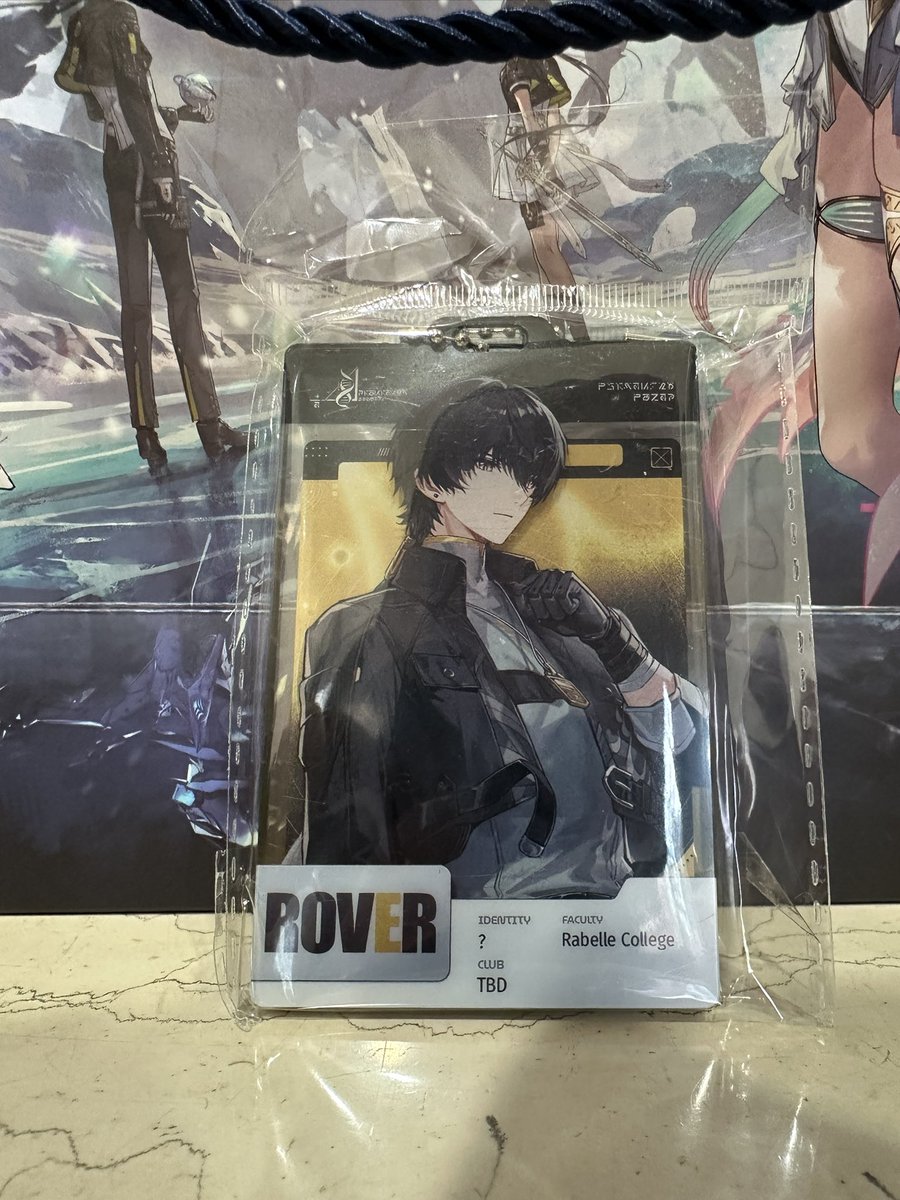 ROVER
IDENTITY
?
CLUB
TBD
FACULTY
Rabelle College